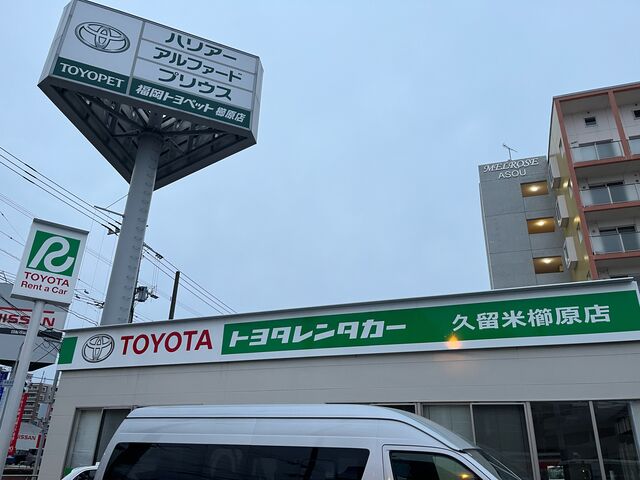 ハリアー
アルファード
プリウス
TOYOPET
福岡トヨペット 櫛原店
MELROSE
ASOU
TOYOTA
Rent a Car
NISSAN
TOYOTA トヨタレンタカー 久留米櫛原店
NISSAN